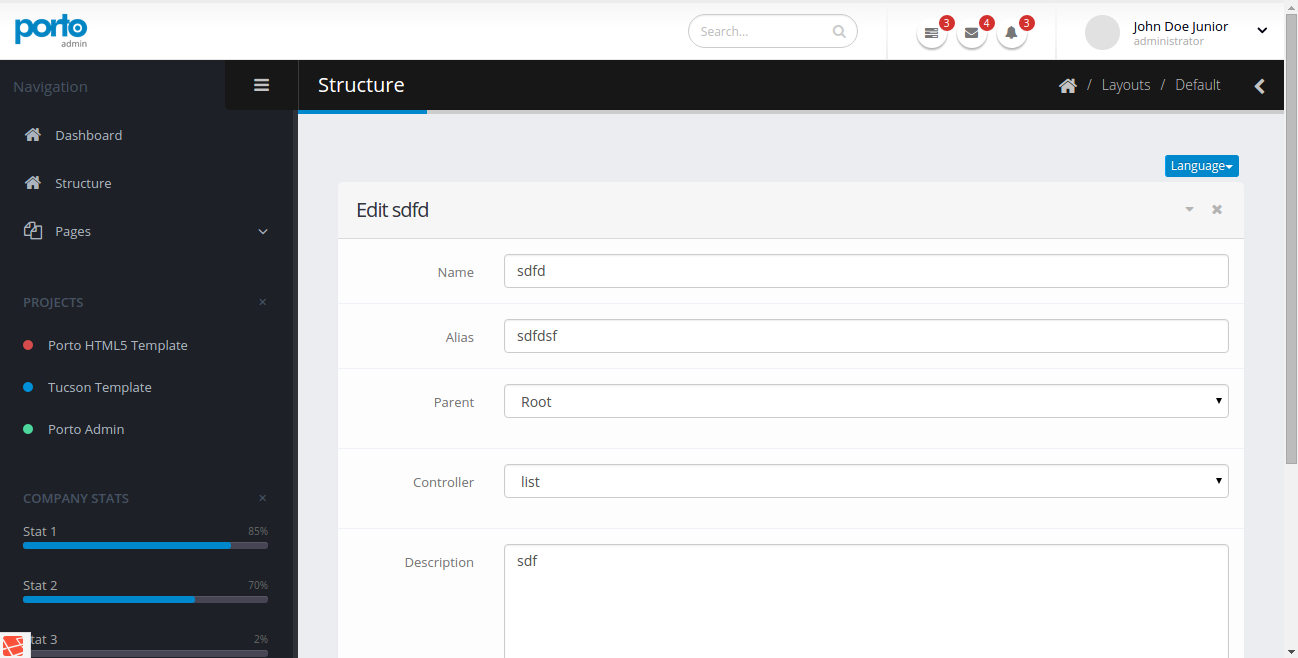 porto
admin
Search...
3
4
3
John Doe Junior
administrator
Navigation
Structure
/ Layouts / Default
Dashboard
Structure
Pages
PROJECTS ×
Porto HTML5 Template
Tucson Template
Porto Admin
COMPANY STATS ×
Stat 1 85%
Stat 2 70%
tat 3 2%
Language
Edit sdfd
Name sdfd
Alias sdfdsf
Parent Root
Controller list
Description sdf